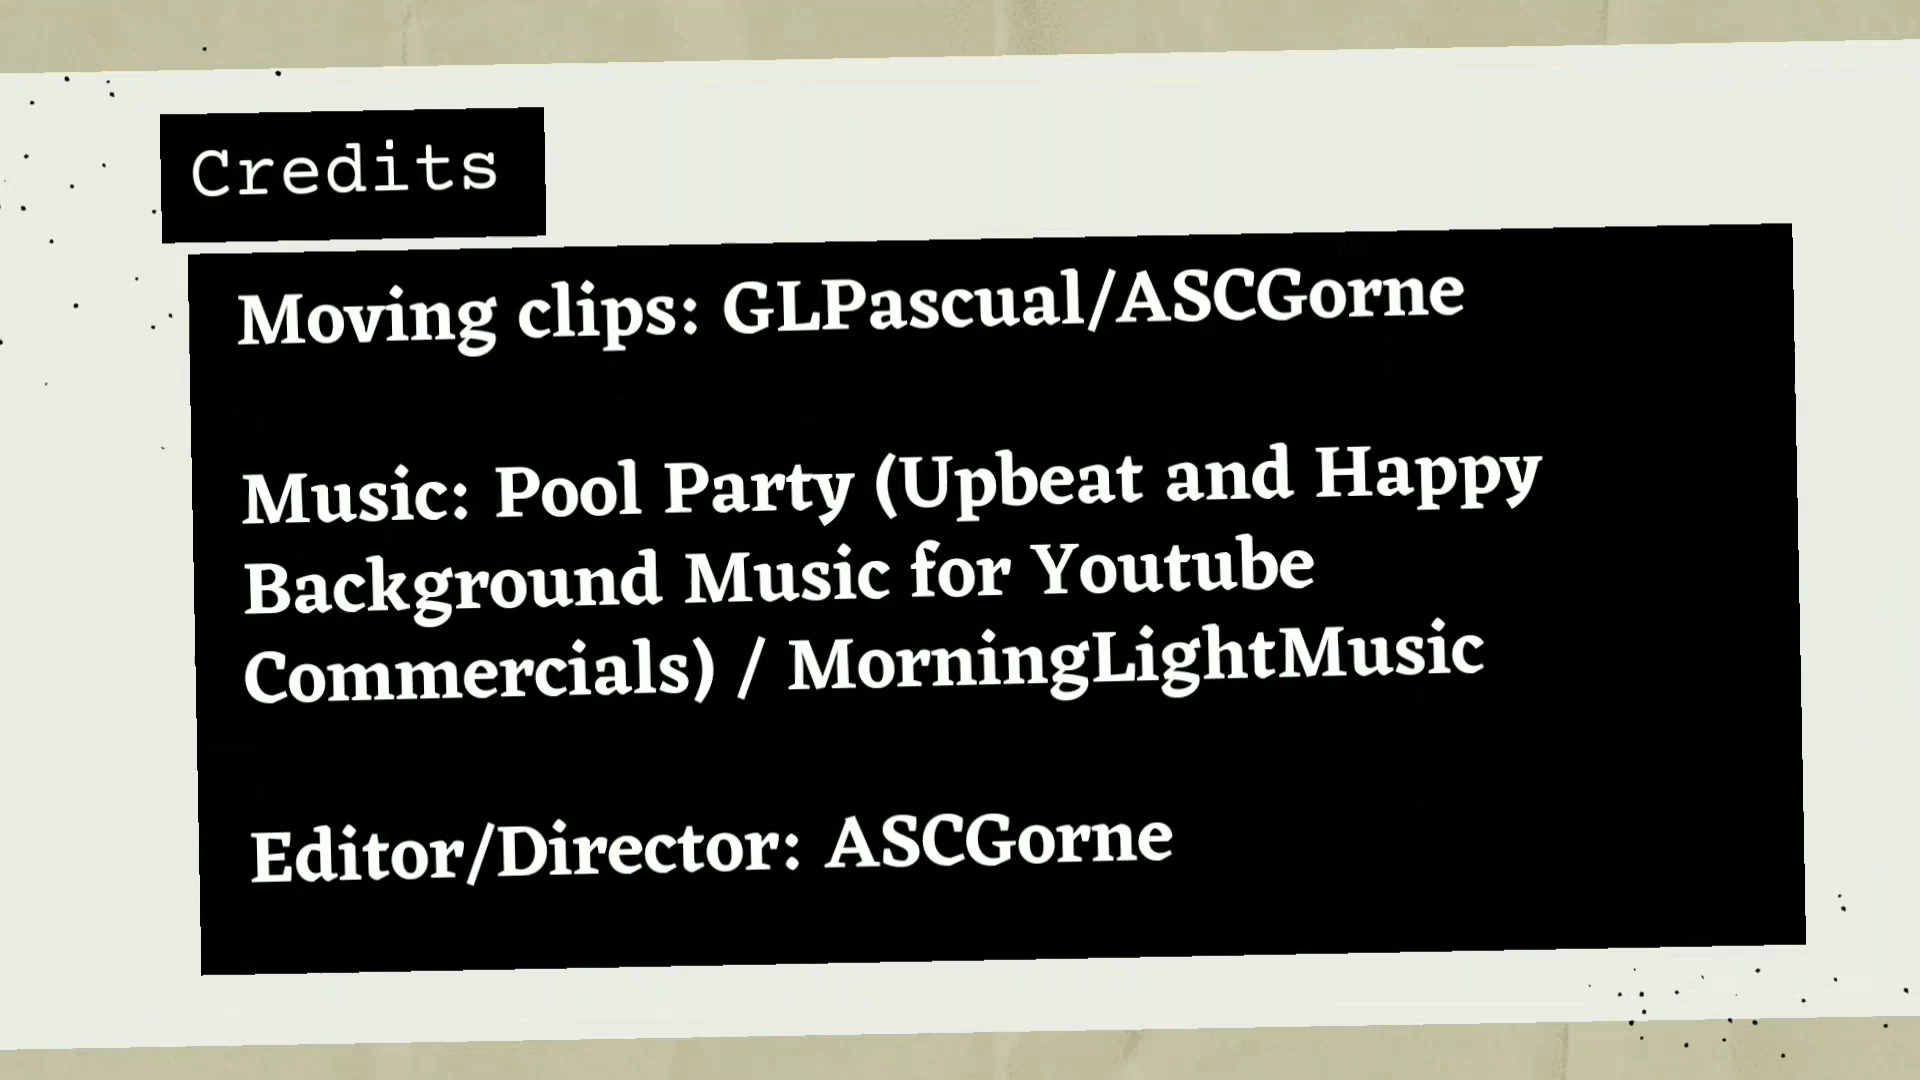 Credits
Moving clips: GLPascual/ASCGorne
Music: Pool Party (Upbeat and Happy
Background Music for Youtube
Commercials) / MorningLightMusic
Editor/Director: ASCGorne